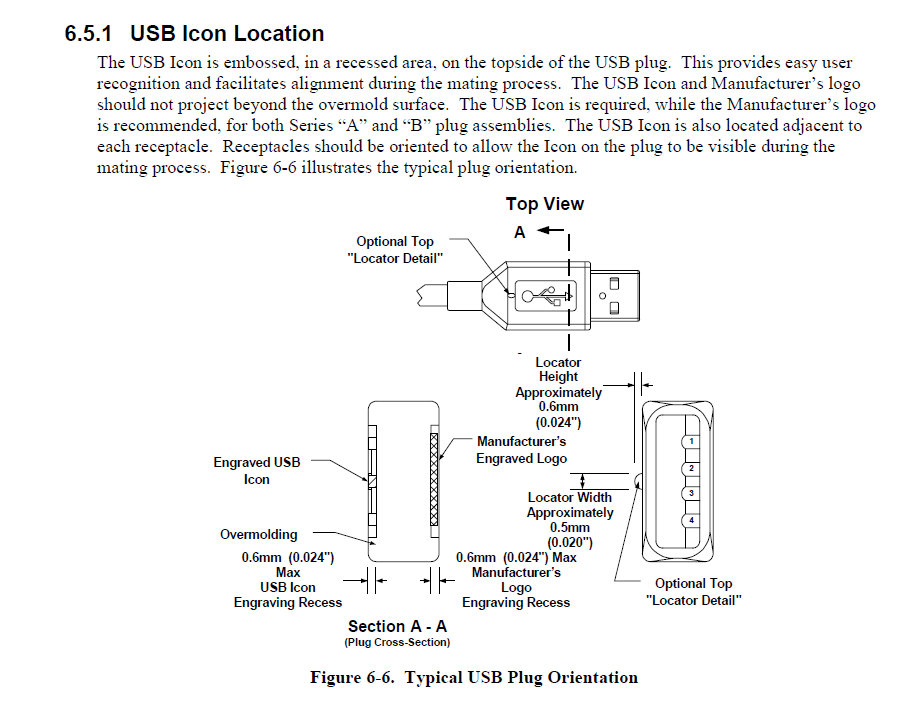 6.5.1 USB Icon Location
The USB Icon is embossed, in a recessed area, on the topside of the USB plug. This provides easy user
recognition and facilitates alignment during the mating process. The USB Icon and Manufacturer's logo
should not project beyond the overmold surface. The USB Icon is required, while the Manufacturer's logo
is recommended, for both Series “A” and “B” plug assemblies. The USB Icon is also located adjacent to
each receptacle. Receptacles should be oriented to allow the Icon on the plug to be visible during the
mating process. Figure 6-6 illustrates the typical plug orientation.
Top View
A
Optional Top
"Locator Detail"
Locator
Height
Approximately
0.6mm
(0.024")
Manufacturer's
Engraved Logo
Engraved USB
Icon
1
2
3
4
Locator Width
Approximately
0.5mm
(0.020")
Overmolding
0.6mm (0.024")
Max
USB Icon
Engraving Recess
0.6mm (0.024") Max
Manufacturer's
Logo
Engraving Recess
Optional Top
"Locator Detail"
Section A - A
(Plug Cross-Section)
Figure 6-6. Typical USB Plug Orientation